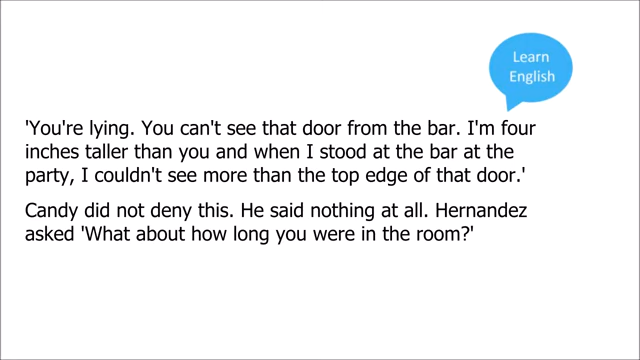 Learn
English
'You're lying. You can't see that door from the bar. I'm four
inches taller than you and when I stood at the bar at the
party, I couldn't see more than the top edge of that door.'
Candy did not deny this. He said nothing at all. Hernandez
asked 'What about how long you were in the room?'